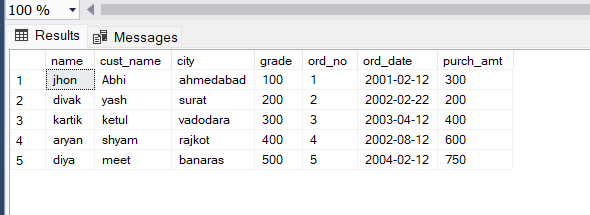 100 %
Results Messages
name cust_name city grade ord_no ord_date purch_amt
1 jhon Abhi ahmedabad 100 1 2001-02-12 300
2 divak yash surat 200 2 2002-02-22 200
3 kartik ketul vadodara 300 3 2003-04-12 400
4 aryan shyam rajkot 400 4 2002-08-12 600
5 diya meet banaras 500 5 2004-02-12 750